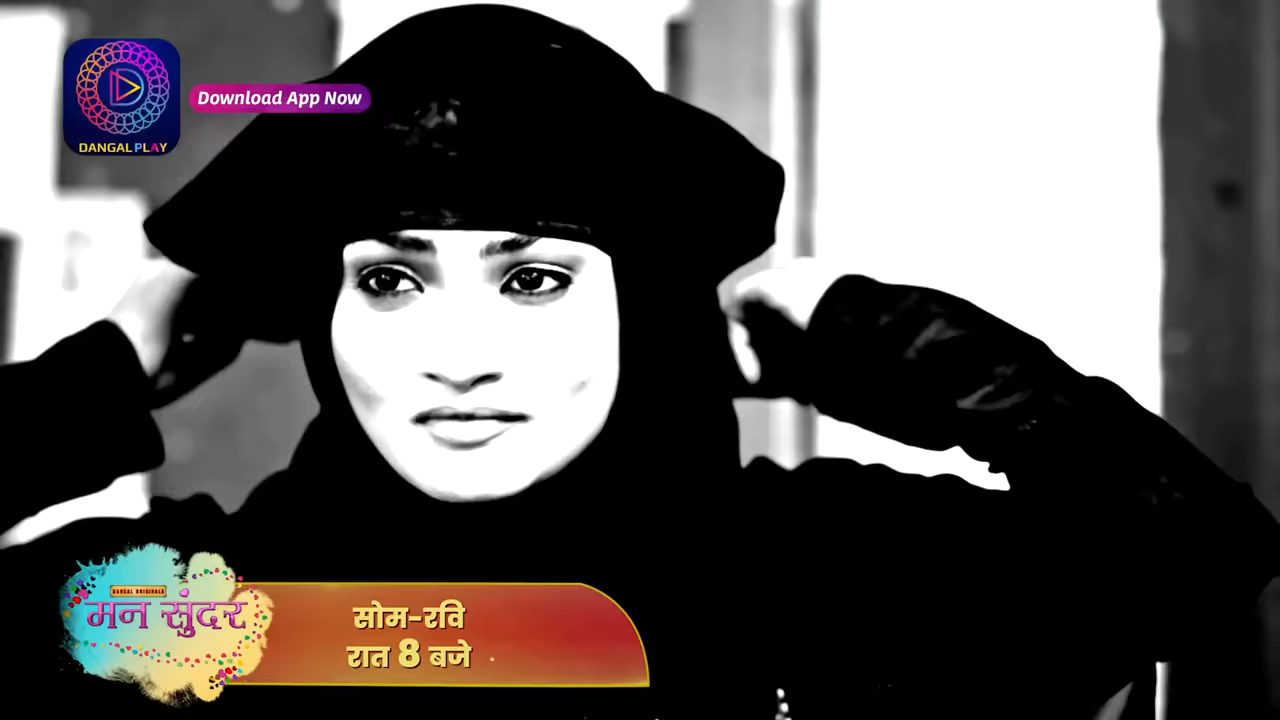 Download App Now
DANGAL PLAY
DANGAL ORIGINALS
मन सुंदर
सोम-रवि
रात 8 बजे